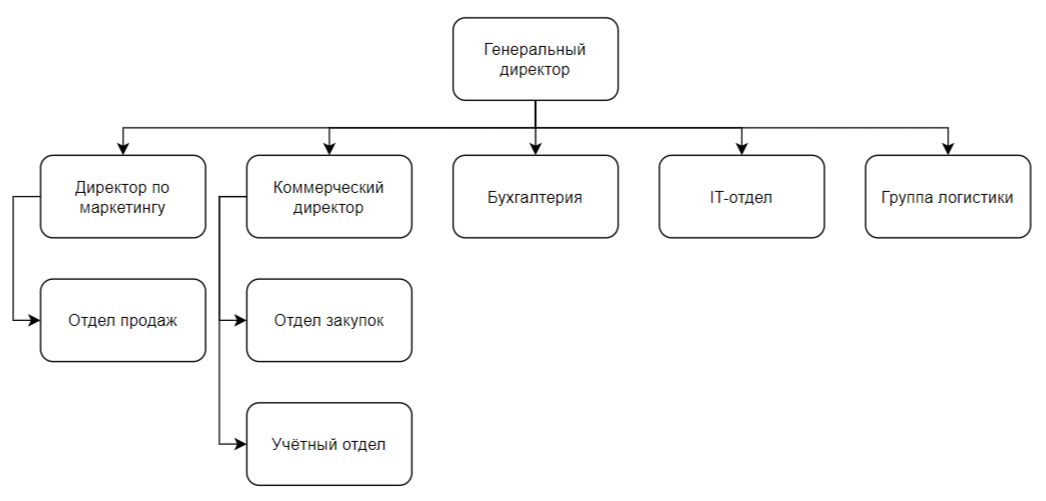 Генеральный
директор
Директор по
маркетингу
Коммерческий
директор
Бухгалтерия
IT-отдел
Группа логистики
Отдел продаж
Отдел закупок
Учётный отдел